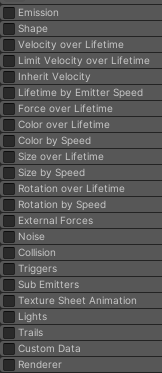 Emission
Shape
Velocity over Lifetime
Limit Velocity over Lifetime
Inherit Velocity
Lifetime by Emitter Speed
Force over Lifetime
Color over Lifetime
Color by Speed
Size over Lifetime
Size by Speed
Rotation over Lifetime
Rotation by Speed
External Forces
Noise
Collision
Triggers
Sub Emitters
Texture Sheet Animation
Lights
Trails
Custom Data
Renderer